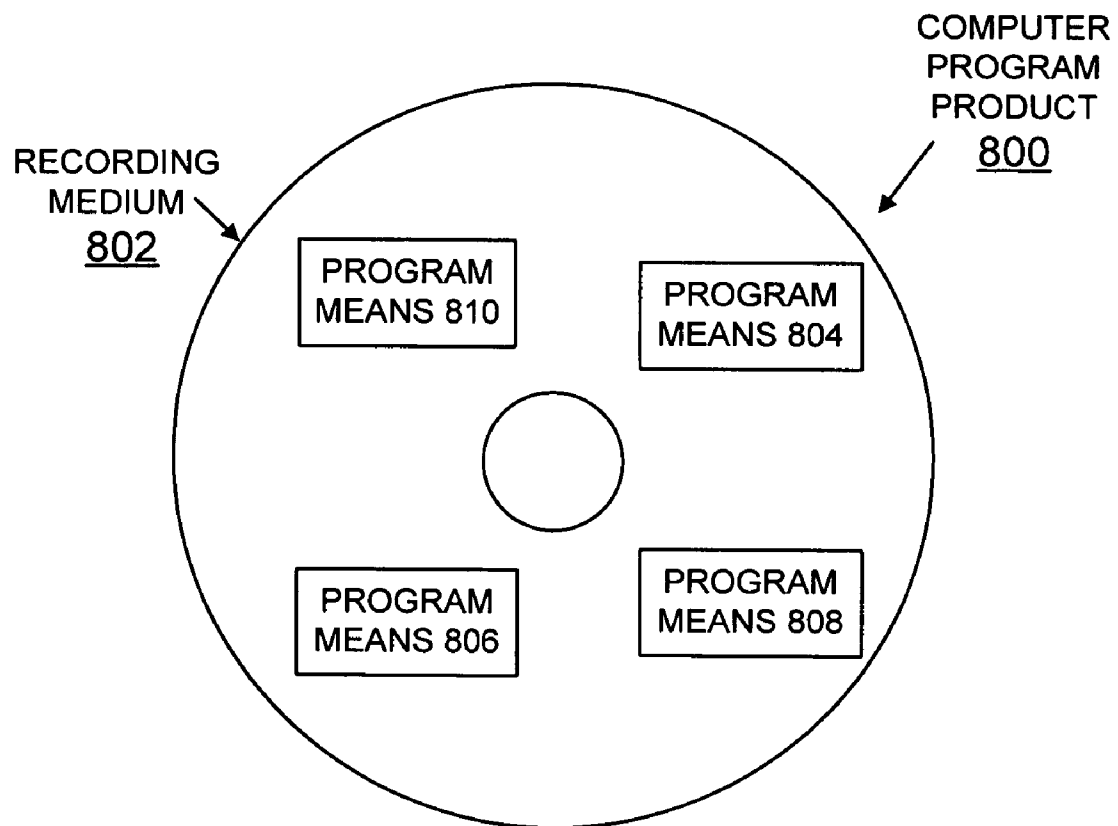 COMPUTER
PROGRAM
PRODUCT
800
RECORDING
MEDIUM
802
PROGRAM
MEANS 810
PROGRAM
MEANS 804
PROGRAM
MEANS 806
PROGRAM
MEANS 808